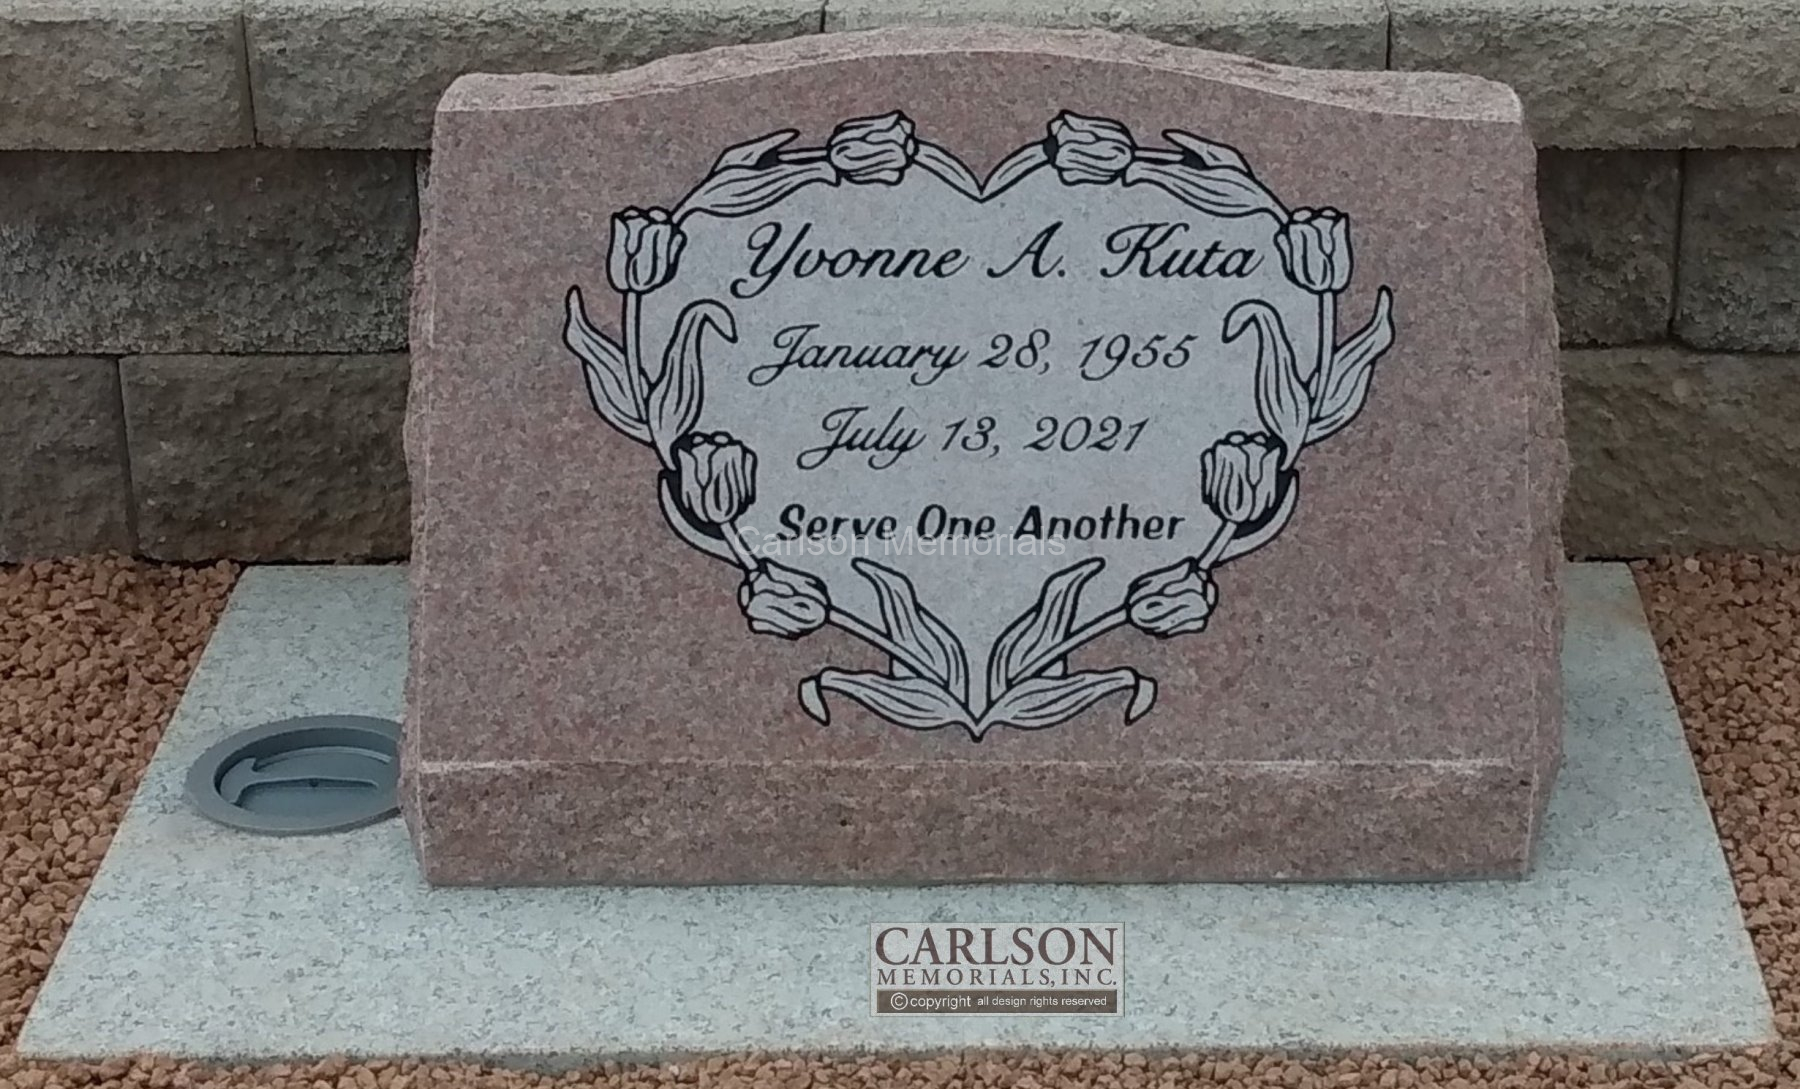 Yvonne A. Kuta
January 28, 1955
July 13, 2021
Serve One Another
Carlson Memorials
CARLSON
MEMORIALS, INC.
© copyright all design rights reserved